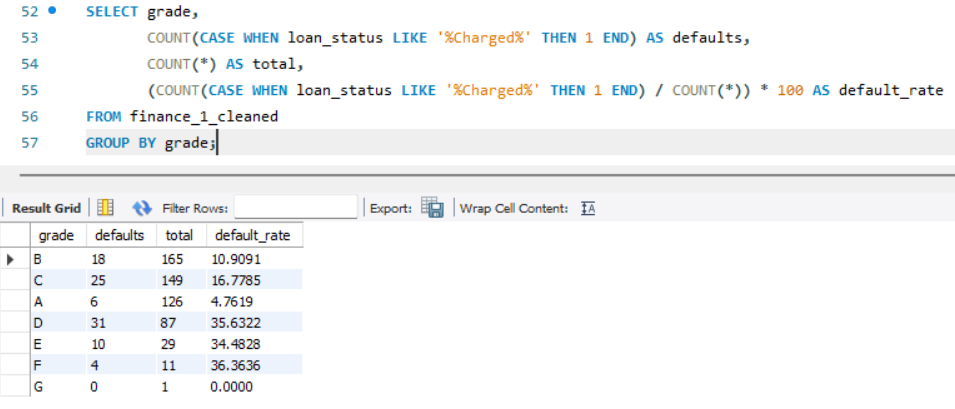 52 SELECT grade,
53 COUNT(CASE WHEN loan_status LIKE '%Charged%' THEN 1 END) AS defaults,
54 COUNT(*) AS total,
55 (COUNT(CASE WHEN loan_status LIKE '%Charged%' THEN 1 END) / COUNT(*)) * 100 AS default_rate
56 FROM finance_1_cleaned
57 GROUP BY grade;
Result Grid Filter Rows: Export: Wrap Cell Content: IA
grade defaults total default_rate
B 18 165 10.9091
C 25 149 16.7785
A 6 126 4.7619
D 31 87 35.6322
E 10 29 34.4828
F 4 11 36.3636
G 0 1 0.0000